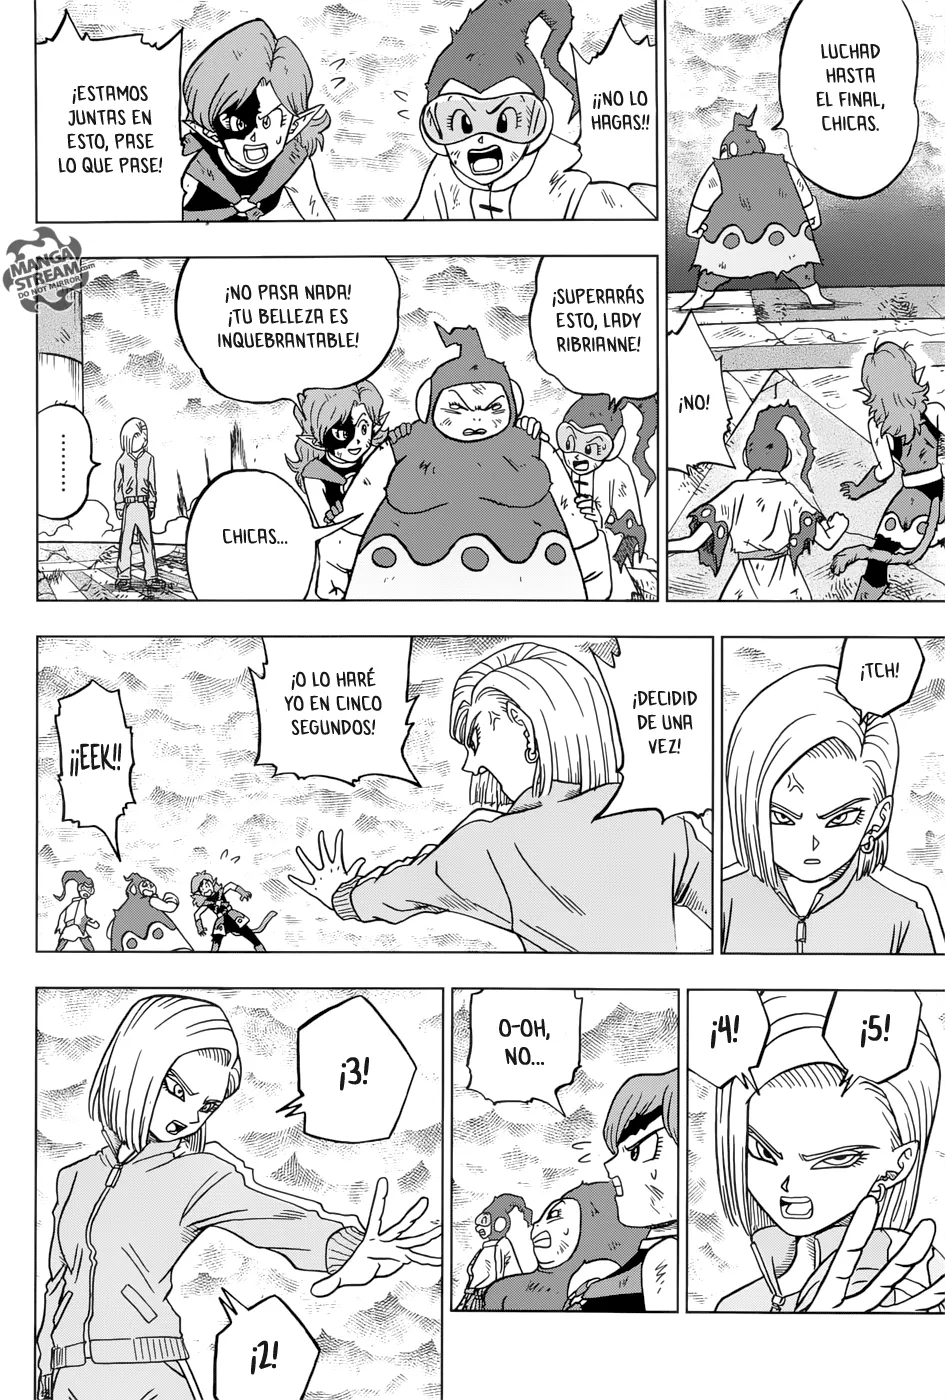 LUCHAD
HASTA
EL FINAL,
CHICAS.
¡¡NO LO
HAGAS!!
¡ESTAMOS
JUNTAS EN
ESTO, PASE
LO QUE PASE!
¡NO!
¡SUPERARÁS
ESTO, LADY
RIBRIANNE!
¡NO PASA NADA!
¡TU BELLEZA ES
INQUEBRANTABLE!
CHICAS...
.........
MANGA
STREAM.com
DO NOT MIRROR!
¡TCH!
¡DECIDID
DE UNA
VEZ!
¡O LO HARÉ
YO EN CINCO
SEGUNDOS!
¡¡EEK!!
¡5!
¡4!
O-OH,
NO...
¡3!
¡2!